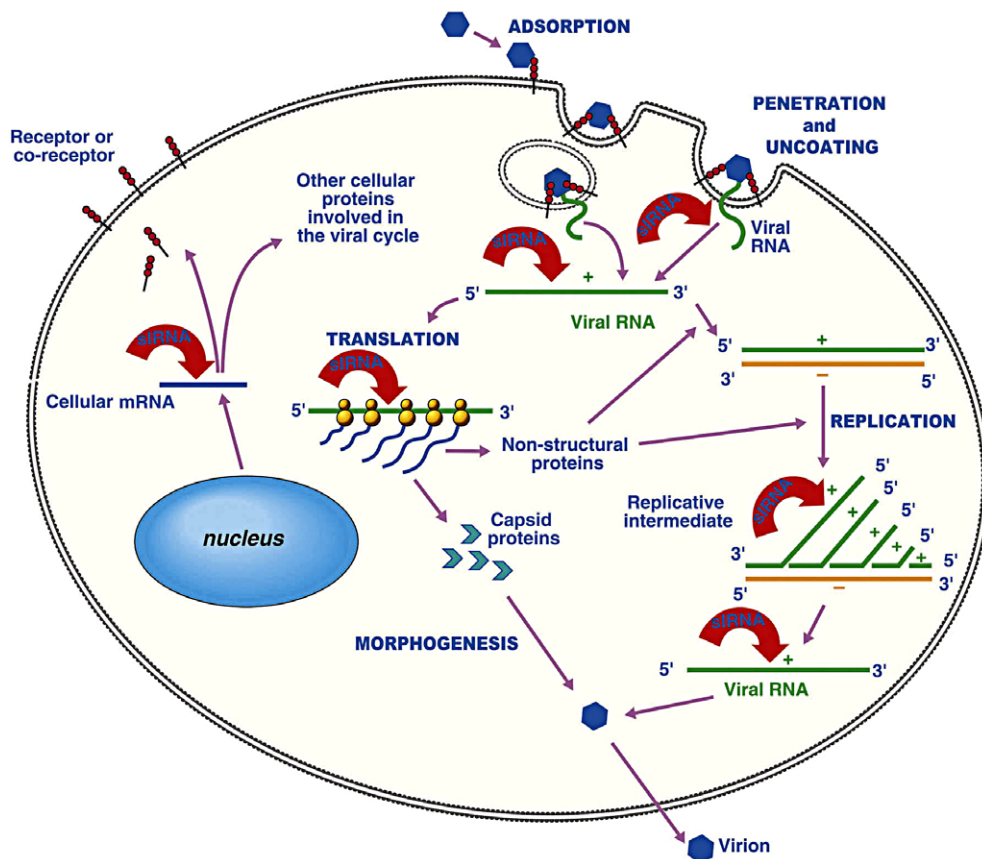 ADSORPTION
PENETRATION
and
UNCOATING
Receptor or
co-receptor
Other cellular
proteins
involved in
the viral cycle
siRNA
siRNA
Viral
RNA
+
5' 3'
Viral RNA
TRANSLATION
siRNA
siRNA
5' + 3'
3' – 5'
Cellular mRNA
5' 3'
Non-structural
proteins
REPLICATION
nucleus
Capsid
proteins
Replicative
intermediate
siRNA
5'
+ 5'
+ 5'
+ 5'
+
3' 5'
5' – 3'
MORPHOGENESIS
siRNA
+
5' 3'
Viral RNA
Virion